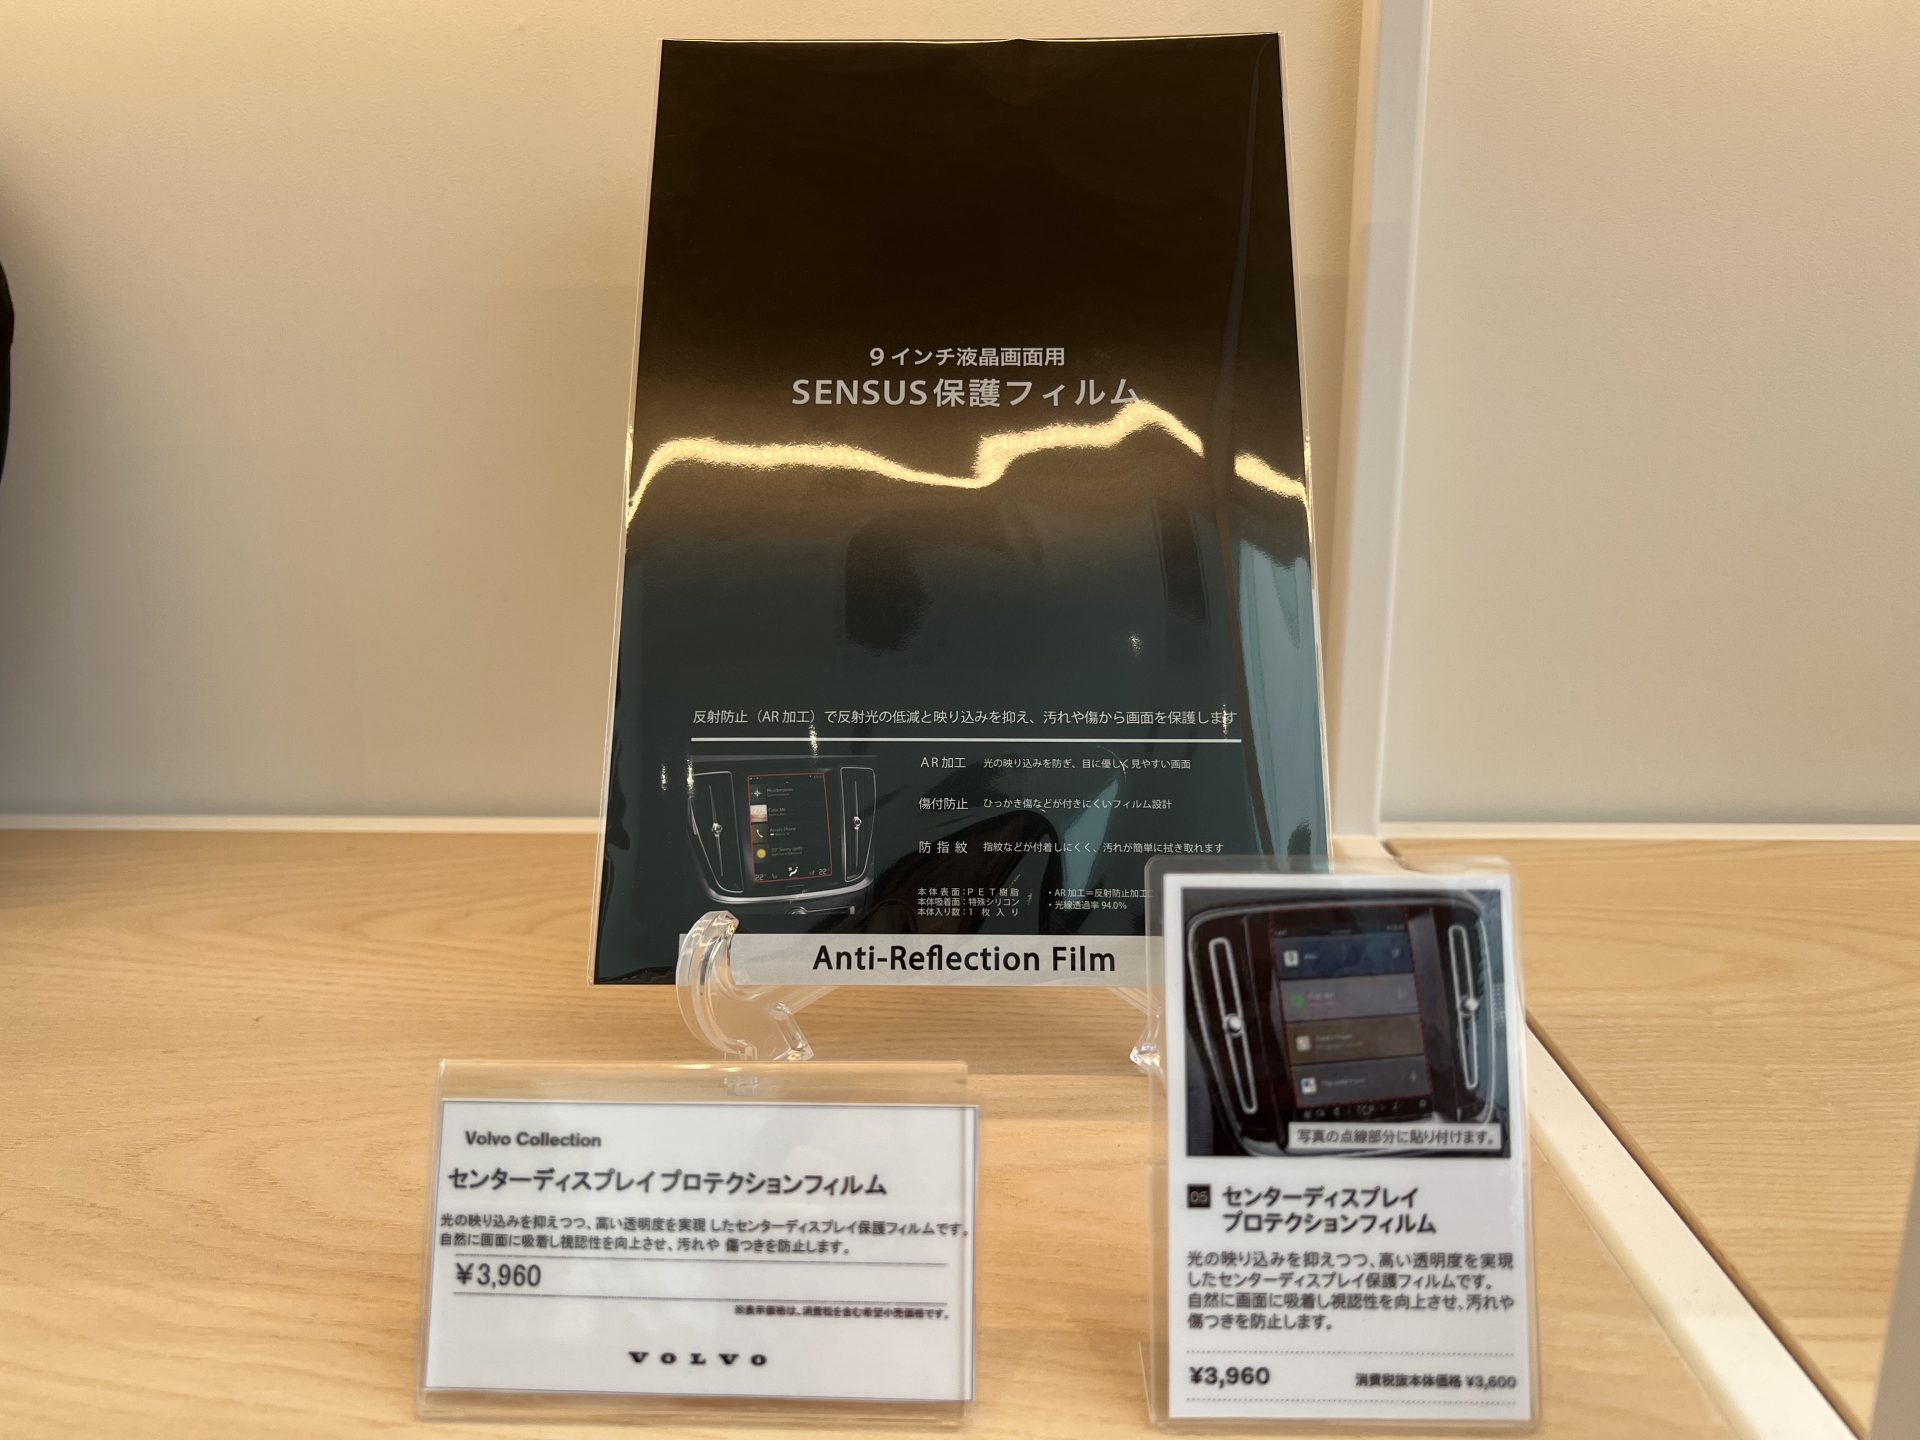 9インチ液晶画面用
SENSUS保護フィルム
反射防止（AR加工）で反射光の低減と映り込みを抑え、汚れや傷から画面を保護します
AR加工 光の映り込みを防ぎ、目に優しく見やすい画面
傷付防止 ひっかき傷などが付きにくいフィルム設計
防指紋 指紋などが付着しにくく、汚れが簡単に拭き取れます
本体表面：PET樹脂
本体吸着面：特殊シリコン
本体入り数：1枚入り
・AR加工＝反射防止加工
・光線透過率 94.0%
22° 22°
Anti-Reflection Film
Volvo Collection
センターディスプレイ プロテクションフィルム
光の映り込みを抑えつつ、高い透明度を実現 したセンターディスプレイ保護フィルムです。
自然に画面に吸着し視認性を向上させ、汚れや 傷つきを防止します。
￥3,960
※表示価格は、消費税を含む希望小売価格です。
VOLVO
写真の点線部分に貼り付けます。
05 センターディスプレイ
プロテクションフィルム
光の映り込みを抑えつつ、高い透明度を実現
したセンターディスプレイ保護フィルムです。
自然に画面に吸着し視認性を向上させ、汚れや
傷つきを防止します。
¥3,960 消費税抜本体価格 ¥3,600